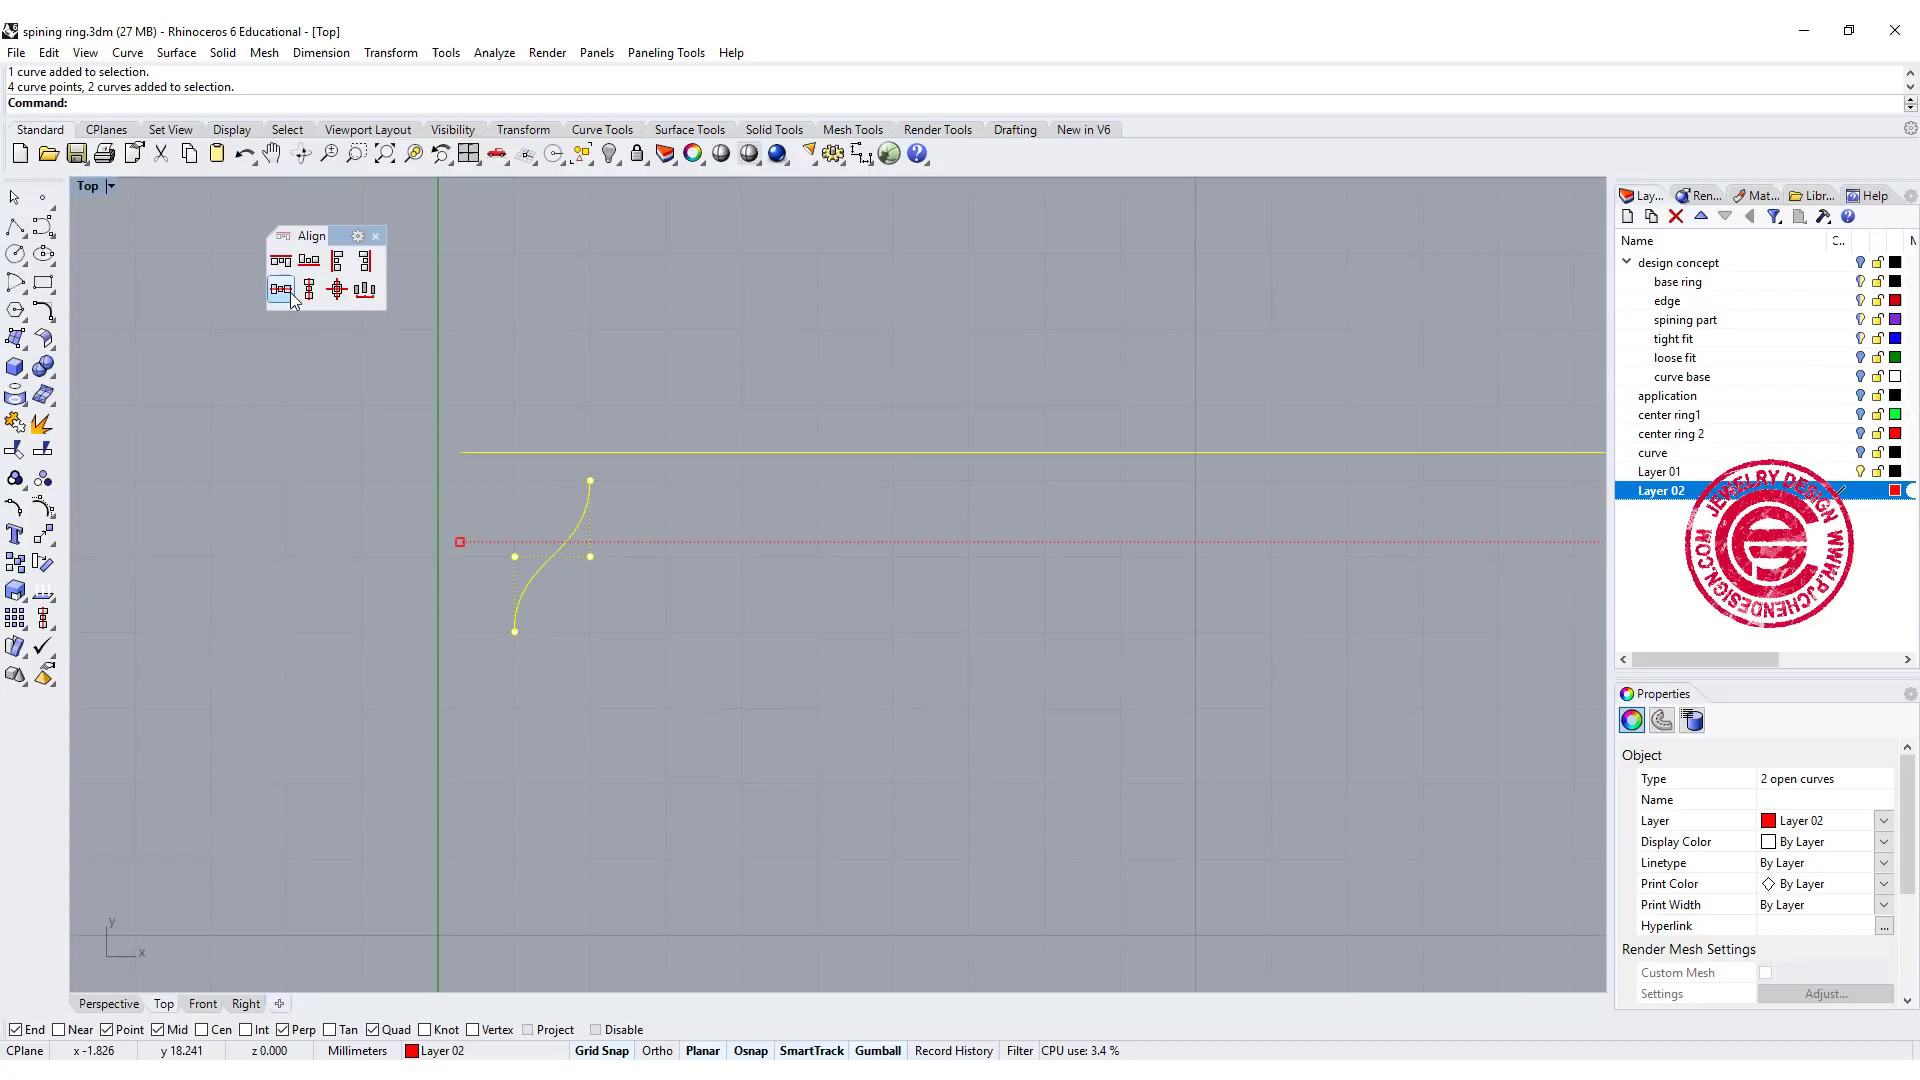 spining ring.3dm (27 MB) - Rhinoceros 6 Educational - [Top]
File Edit View Curve Surface Solid Mesh Dimension Transform Tools Analyze Render Panels Paneling Tools Help
1 curve added to selection.
4 curve points, 2 curves added to selection.
Command:
Standard CPlanes Set View Display Select Viewport Layout Visibility Transform Curve Tools Surface Tools Solid Tools Mesh Tools Render Tools Drafting New in V6
Top
Align
Lay... Ren... Mat... Libr... Help
Name C.. M
design concept
base ring
edge
spining part
tight fit
loose fit
curve base
application
center ring1
center ring 2
curve
Layer 01
Layer 02
JEWELRY DESIGN
WWW.PJCHENDESIGN.COM
Properties
Object
Type 2 open curves
Name
Layer Layer 02
Display Color By Layer
Linetype By Layer
Print Color By Layer
Print Width By Layer
Hyperlink ...
Render Mesh Settings
Custom Mesh
Settings Adjust...
y
x
Perspective Top Front Right
End Near Point Mid Cen Int Perp Tan Quad Knot Vertex Project Disable
CPlane x -1.826 y 18.241 z 0.000 Millimeters Layer 02 Grid Snap Ortho Planar Osnap SmartTrack Gumball Record History Filter CPU use: 3.4 %